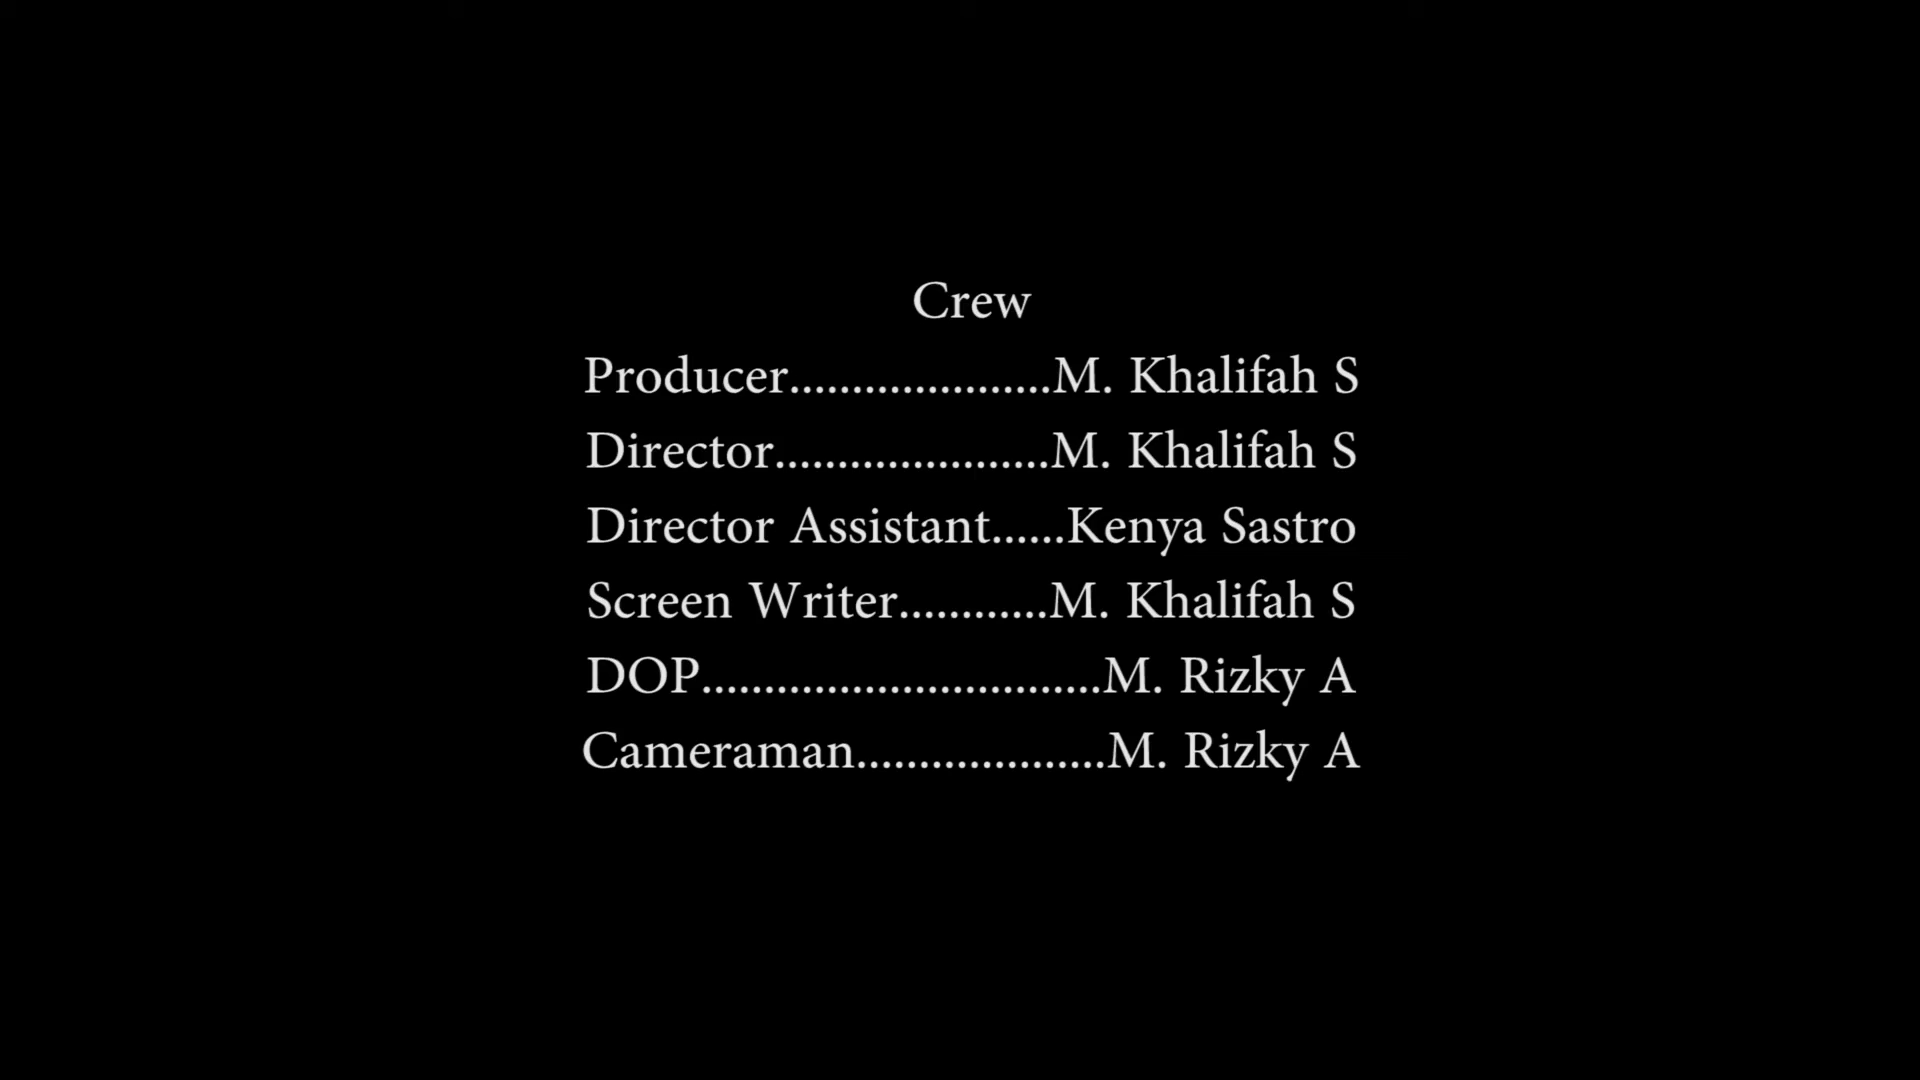 Crew
Producer.....................M. Khalifah S
Director......................M. Khalifah S
Director Assistant......Kenya Sastro
Screen Writer............M. Khalifah S
DOP................................M. Rizky A
Cameraman....................M. Rizky A